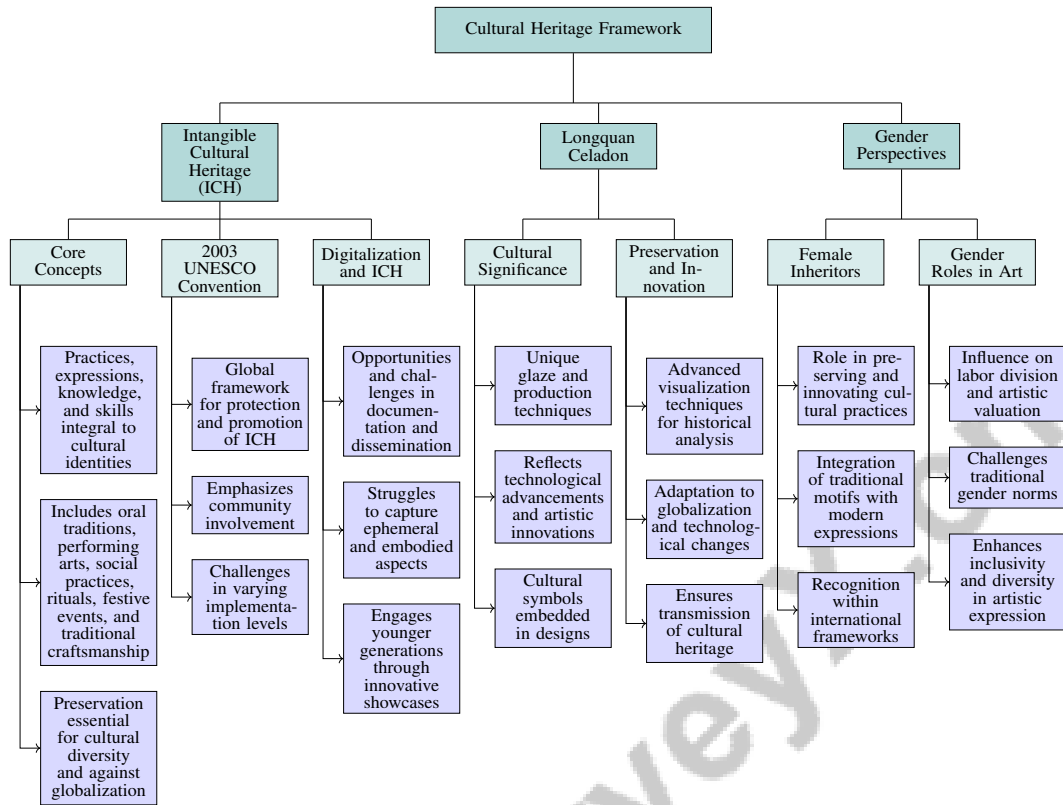 Cultural Heritage Framework
Intangible
Cultural
Heritage
(ICH)
Longquan
Celadon
Gender
Perspectives
Core
Concepts
2003
UNESCO
Convention
Digitalization
and ICH
Cultural
Significance
Preservation
and In-
novation
Female
Inheritors
Gender
Roles in Art
Practices,
expressions,
knowledge,
and skills
integral to
cultural
identities
Includes oral
traditions,
performing
arts, social
practices,
rituals, festive
events, and
traditional
craftsmanship
Preservation
essential
for cultural
diversity
and against
globalization
Global
framework
for protection
and promotion
of ICH
Emphasizes
community
involvement
Challenges
in varying
implementa-
tion levels
Opportunities
and chal-
lenges in
documen-
tation and
dissemination
Struggles
to capture
ephemeral
and embodied
aspects
Engages
younger
generations
through
innovative
showcases
Unique
glaze and
production
techniques
Reflects
technological
advancements
and artistic
innovations
Cultural
symbols
embedded
in designs
Advanced
visualization
techniques
for historical
analysis
Adaptation to
globalization
and technolog-
ical changes
Ensures
transmission
of cultural
heritage
Role in pre-
serving and
innovating cul-
tural practices
Integration
of traditional
motifs with
modern
expressions
Recognition
within
international
frameworks
Influence on
labor division
and artistic
valuation
Challenges
traditional
gender norms
Enhances
inclusivity
and diversity
in artistic
expression